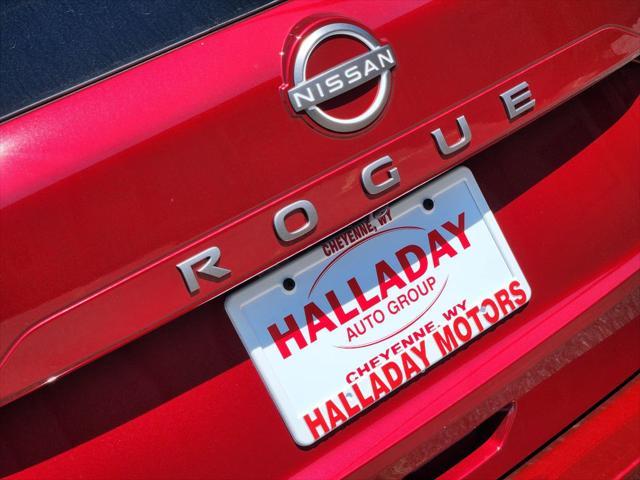 NISSAN
ROGUE
CHEYENNE, WY
HALLADAY
AUTO GROUP
CHEYENNE, WY
HALLADAY MOTORS